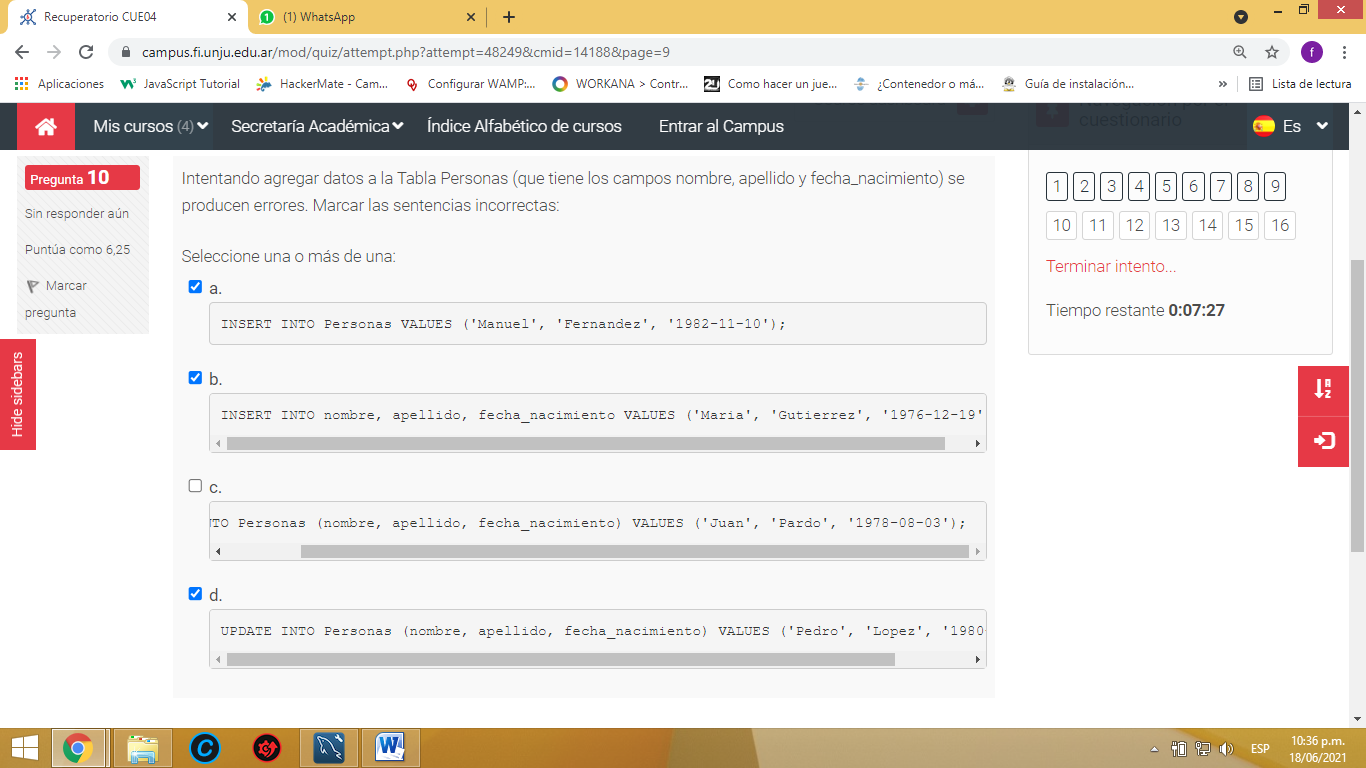 Recuperatorio CUE04
(1) WhatsApp
campus.fi.unju.edu.ar/mod/quiz/attempt.php?attempt=48249&cmid=14188&page=9
f
Aplicaciones
JavaScript Tutorial
HackerMate - Cam...
Configurar WAMP:...
WORKANA > Contr...
Como hacer un jue...
¿Contenedor o má...
Guía de instalación...
»
Lista de lectura
Mis cursos (4)
Secretaría Académica
Índice Alfabético de cursos
Entrar al Campus
cuestionario
Es
Pregunta 10
Sin responder aún
Puntúa como 6,25
Marcar
pregunta
Hide sidebars
Intentando agregar datos a la Tabla Personas (que tiene los campos nombre, apellido y fecha_nacimiento) se
producen errores. Marcar las sentencias incorrectas:
Seleccione una o más de una:
a.
INSERT INTO Personas VALUES ('Manuel', 'Fernandez', '1982-11-10');
b.
INSERT INTO nombre, apellido, fecha_nacimiento VALUES ('Maria', 'Gutierrez', '1976-12-19'
c.
TO Personas (nombre, apellido, fecha_nacimiento) VALUES ('Juan', 'Pardo', '1978-08-03');
d.
UPDATE INTO Personas (nombre, apellido, fecha_nacimiento) VALUES ('Pedro', 'Lopez', '1980
1 2 3 4 5 6 7 8 9
10 11 12 13 14 15 16
Terminar intento...
Tiempo restante 0:07:27
ESP
10:36 p.m.
18/06/2021